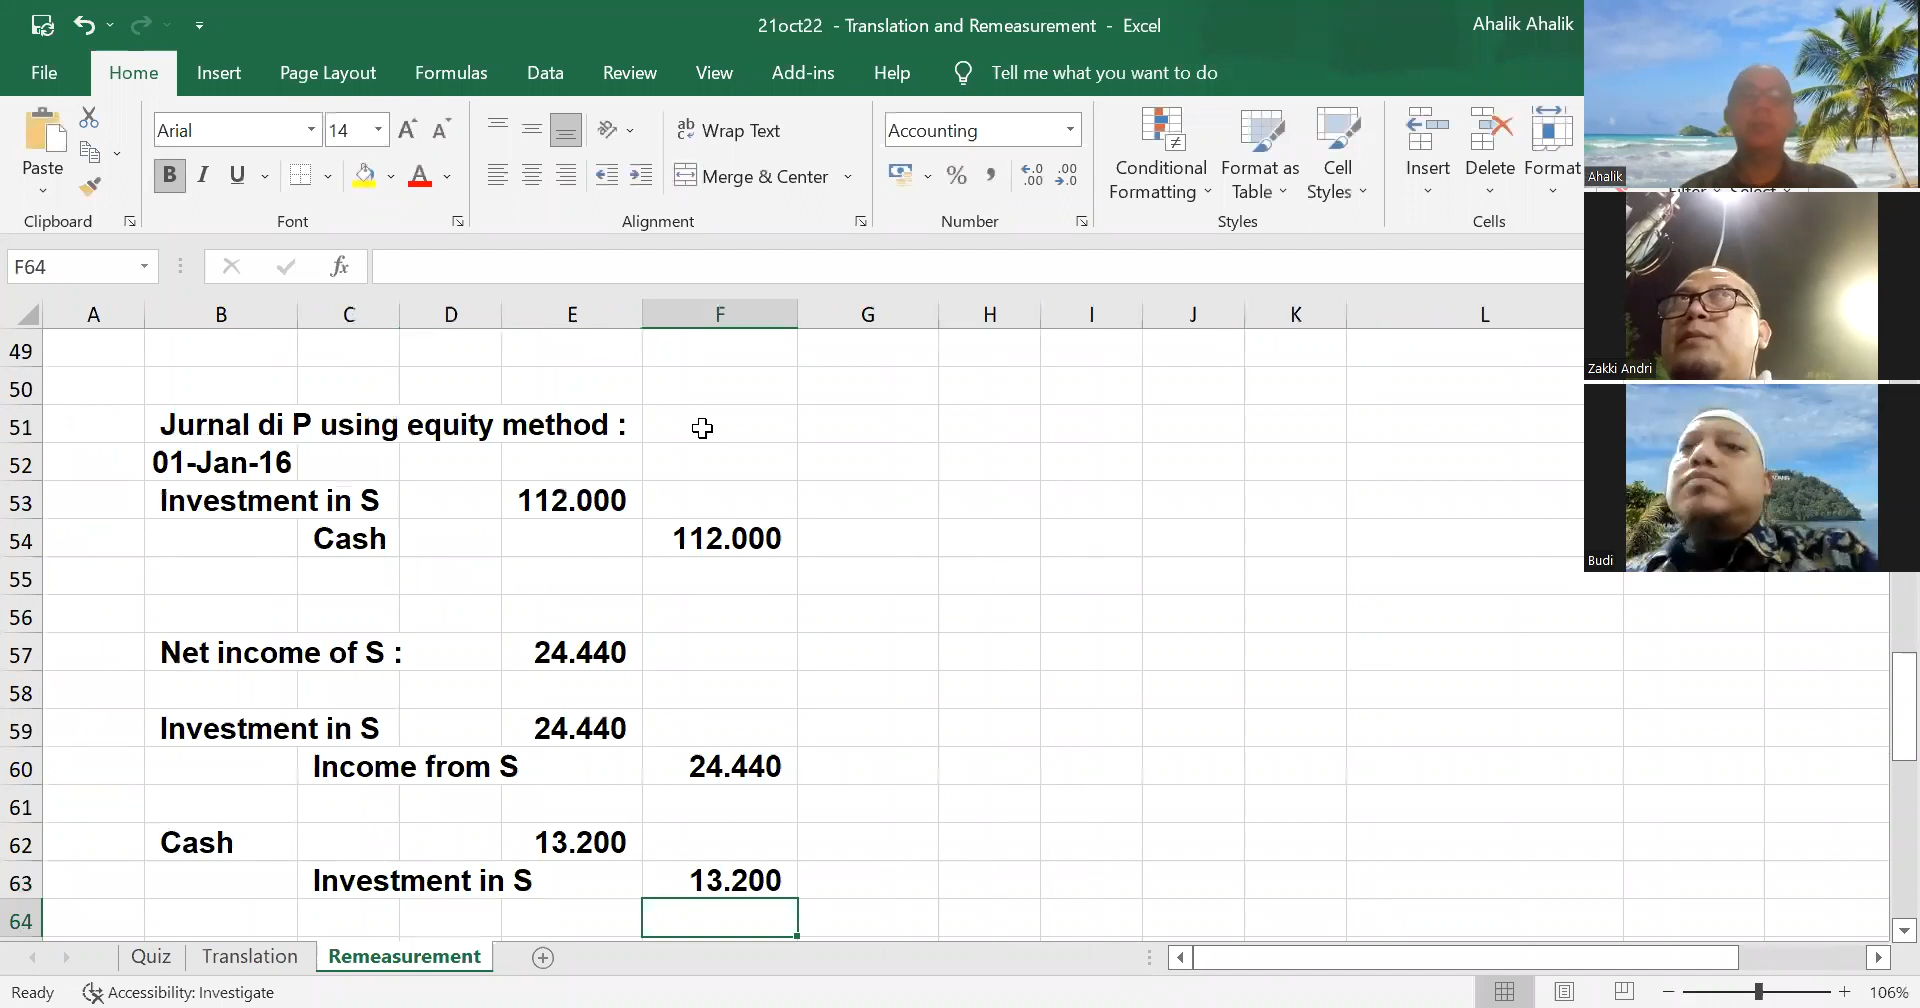 21oct22 - Translation and Remeasurement - Excel
Ahalik Ahalik
File Home Insert Page Layout Formulas Data Review View Add-ins Help Tell me what you want to do
Paste
Clipboard
Arial 14
Font
Wrap Text
Merge & Center
Alignment
Accounting
Number
Conditional Formatting
Format as Table
Cell Styles
Styles
Insert Delete Format
Cells
F64
A B C D E F G H I J K L
49
50
51 Jurnal di P using equity method :
52 01-Jan-16
53 Investment in S 112.000
54 Cash 112.000
55
56
57 Net income of S : 24.440
58
59 Investment in S 24.440
60 Income from S 24.440
61
62 Cash 13.200
63 Investment in S 13.200
64
Quiz Translation Remeasurement
Ready Accessibility: Investigate 106%
Ahalik
Zakki Andri
Budi